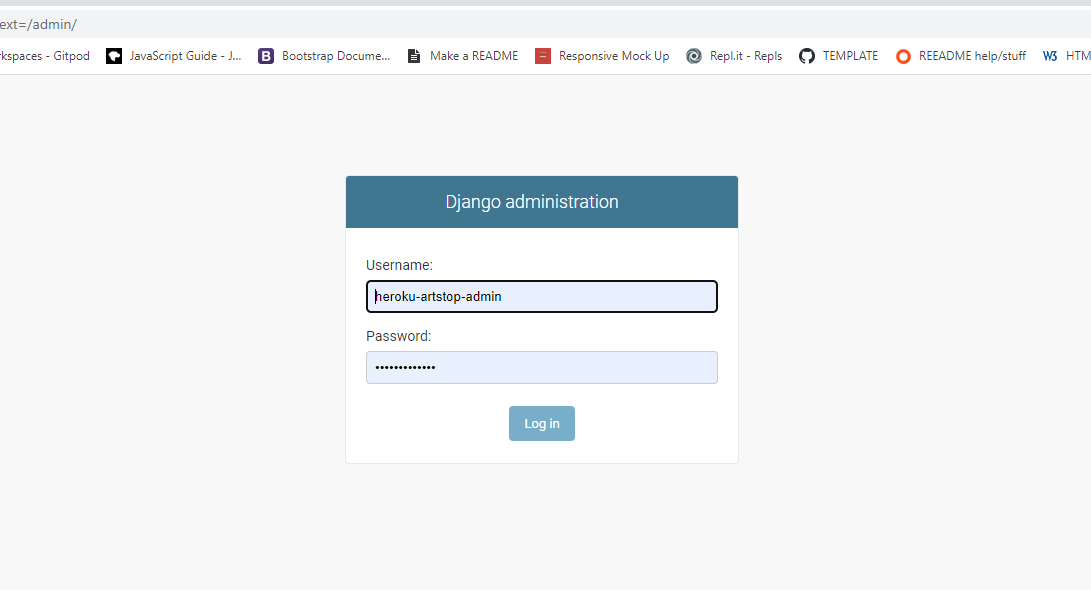 ext=/admin/
rkspaces - Gitpod JavaScript Guide - J... B Bootstrap Docume... Make a README Responsive Mock Up Repl.it - Repls TEMPLATE REEADME help/stuff W3 HTM
Django administration
Username:
heroku-artstop-admin
Password:
•••••••••••••
Log in